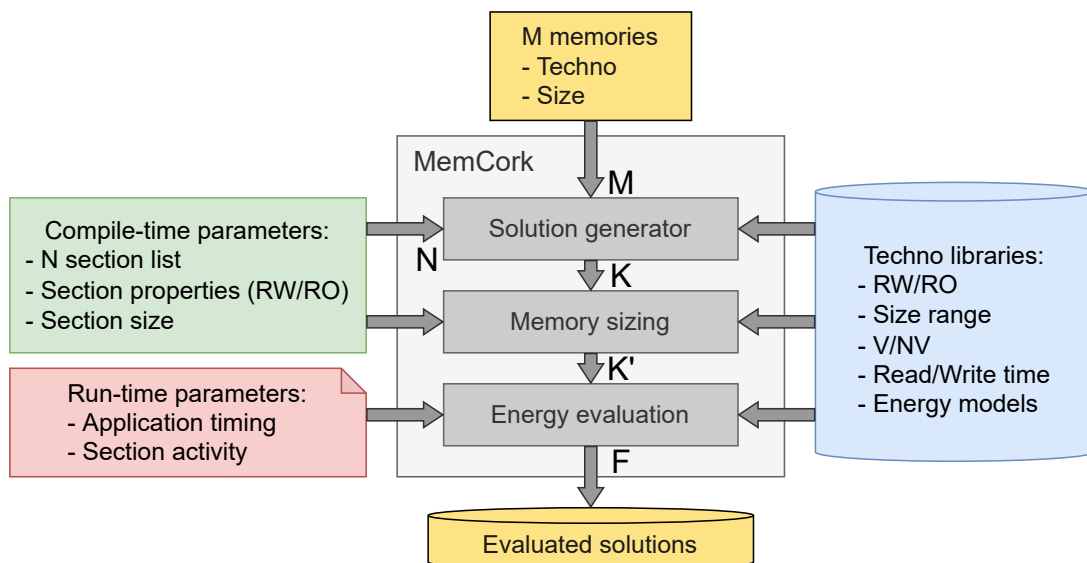 M memories
- Techno
- Size
MemCork
M
Compile-time parameters:
- N section list
- Section properties (RW/RO)
- Section size
N
Solution generator
K
Memory sizing
K'
Run-time parameters:
- Application timing
- Section activity
Energy evaluation
F
Techno libraries:
- RW/RO
- Size range
- V/NV
- Read/Write time
- Energy models
Evaluated solutions